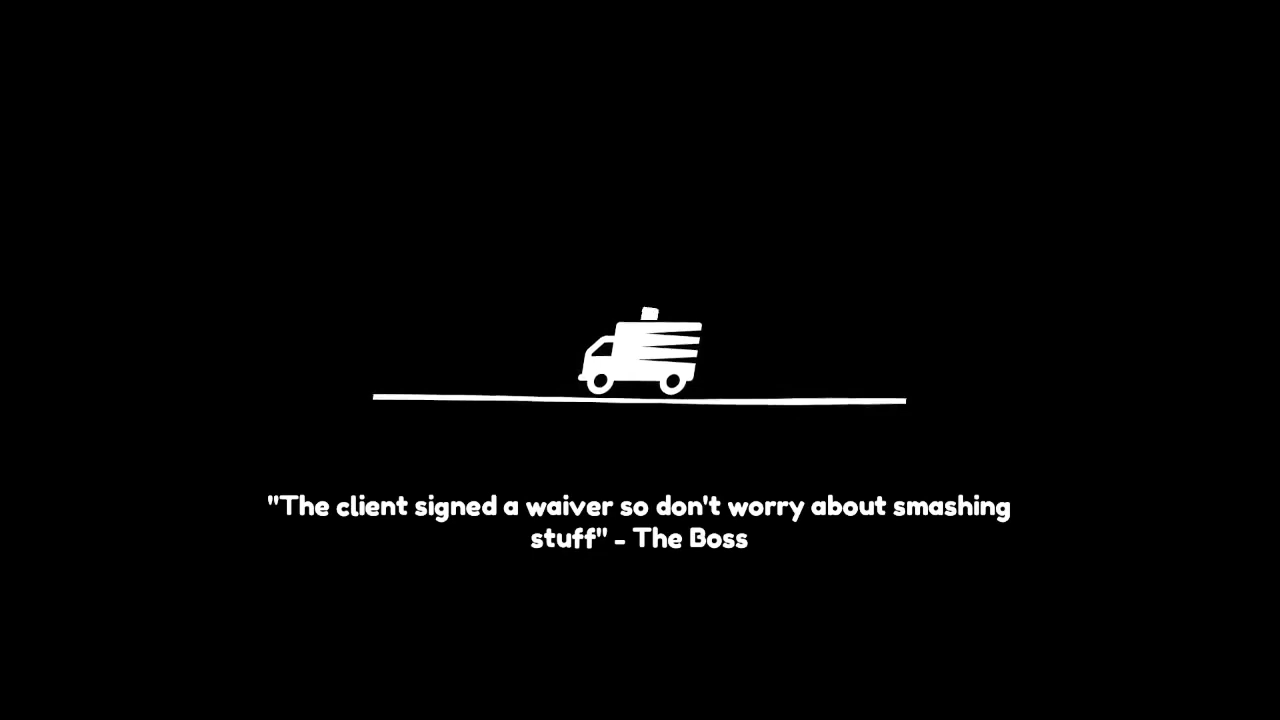 "The client signed a waiver so don't worry about smashing
stuff" - The Boss